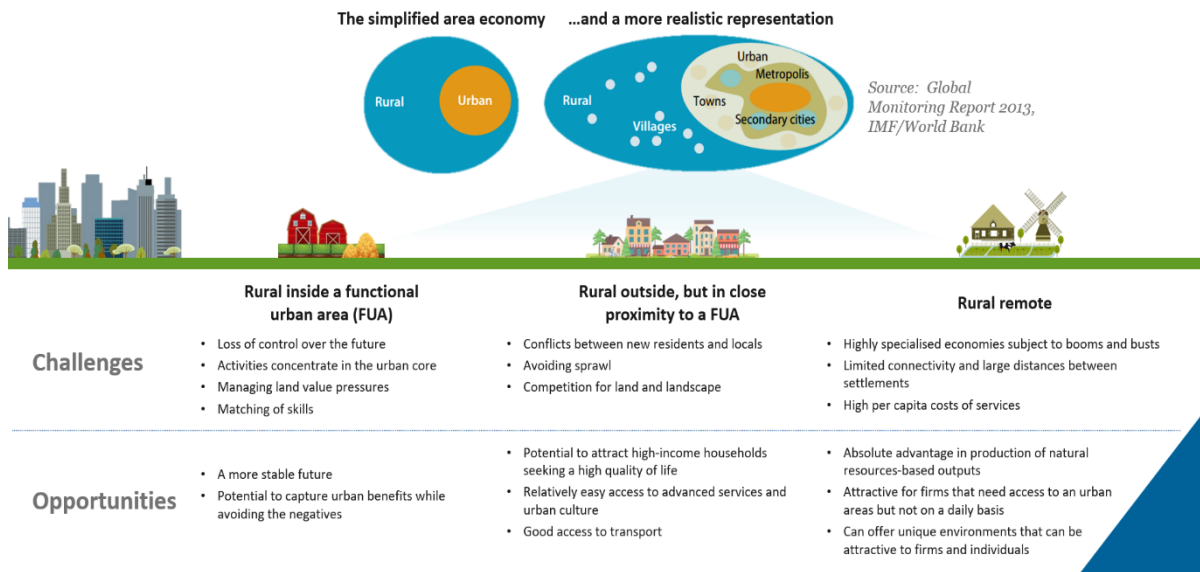 The simplified area economy
...and a more realistic representation
Rural
Urban
Rural
Villages
Urban
Metropolis
Towns
Secondary cities
Source:  Global
Monitoring Report 2013,
IMF/World Bank
Rural inside a functional
urban area (FUA)
Rural outside, but in close
proximity to a FUA
Rural remote
Challenges
• Loss of control over the future
• Activities concentrate in the urban core
• Managing land value pressures
• Matching of skills
• Conflicts between new residents and locals
• Avoiding sprawl
• Competition for land and landscape
• Highly specialised economies subject to booms and busts
• Limited connectivity and large distances between
settlements
• High per capita costs of services
Opportunities
• A more stable future
• Potential to capture urban benefits while
avoiding the negatives
• Potential to attract high-income households
seeking a high quality of life
• Relatively easy access to advanced services and
urban culture
• Good access to transport
• Absolute advantage in production of natural
resources-based outputs
• Attractive for firms that need access to an urban
areas but not on a daily basis
• Can offer unique environments that can be
attractive to firms and individuals